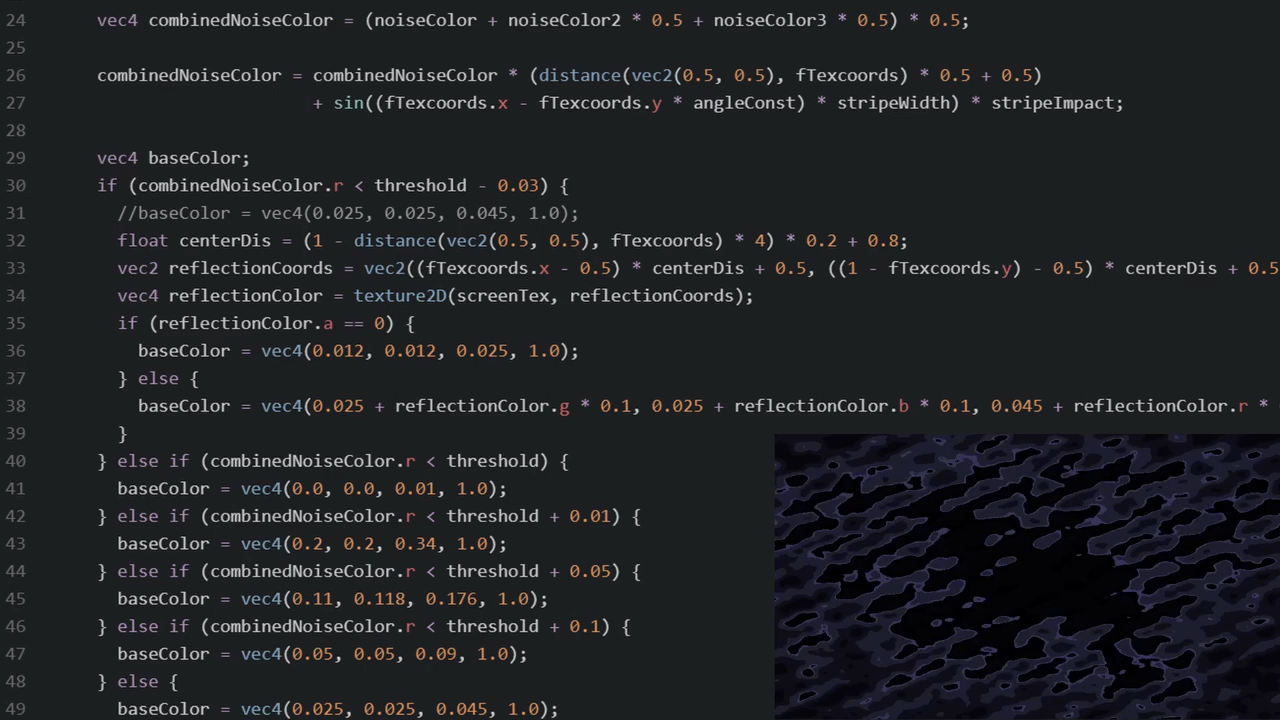 24 vec4 combinedNoiseColor = (noiseColor + noiseColor2 * 0.5 + noiseColor3 * 0.5) * 0.5;
25
26 combinedNoiseColor = combinedNoiseColor * (distance(vec2(0.5, 0.5), fTexcoords) * 0.5 + 0.5)
27 + sin((fTexcoords.x - fTexcoords.y * angleConst) * stripeWidth) * stripeImpact;
28
29 vec4 baseColor;
30 if (combinedNoiseColor.r < threshold - 0.03) {
31 //baseColor = vec4(0.025, 0.025, 0.045, 1.0);
32 float centerDis = (1 - distance(vec2(0.5, 0.5), fTexcoords) * 4) * 0.2 + 0.8;
33 vec2 reflectionCoords = vec2((fTexcoords.x - 0.5) * centerDis + 0.5, ((1 - fTexcoords.y) - 0.5) * centerDis + 0.5
34 vec4 reflectionColor = texture2D(screenTex, reflectionCoords);
35 if (reflectionColor.a == 0) {
36 baseColor = vec4(0.012, 0.012, 0.025, 1.0);
37 } else {
38 baseColor = vec4(0.025 + reflectionColor.g * 0.1, 0.025 + reflectionColor.b * 0.1, 0.045 + reflectionColor.r *
39 }
40 } else if (combinedNoiseColor.r < threshold) {
41 baseColor = vec4(0.0, 0.0, 0.01, 1.0);
42 } else if (combinedNoiseColor.r < threshold + 0.01) {
43 baseColor = vec4(0.2, 0.2, 0.34, 1.0);
44 } else if (combinedNoiseColor.r < threshold + 0.05) {
45 baseColor = vec4(0.11, 0.118, 0.176, 1.0);
46 } else if (combinedNoiseColor.r < threshold + 0.1) {
47 baseColor = vec4(0.05, 0.05, 0.09, 1.0);
48 } else {
49 baseColor = vec4(0.025, 0.025, 0.045, 1.0);